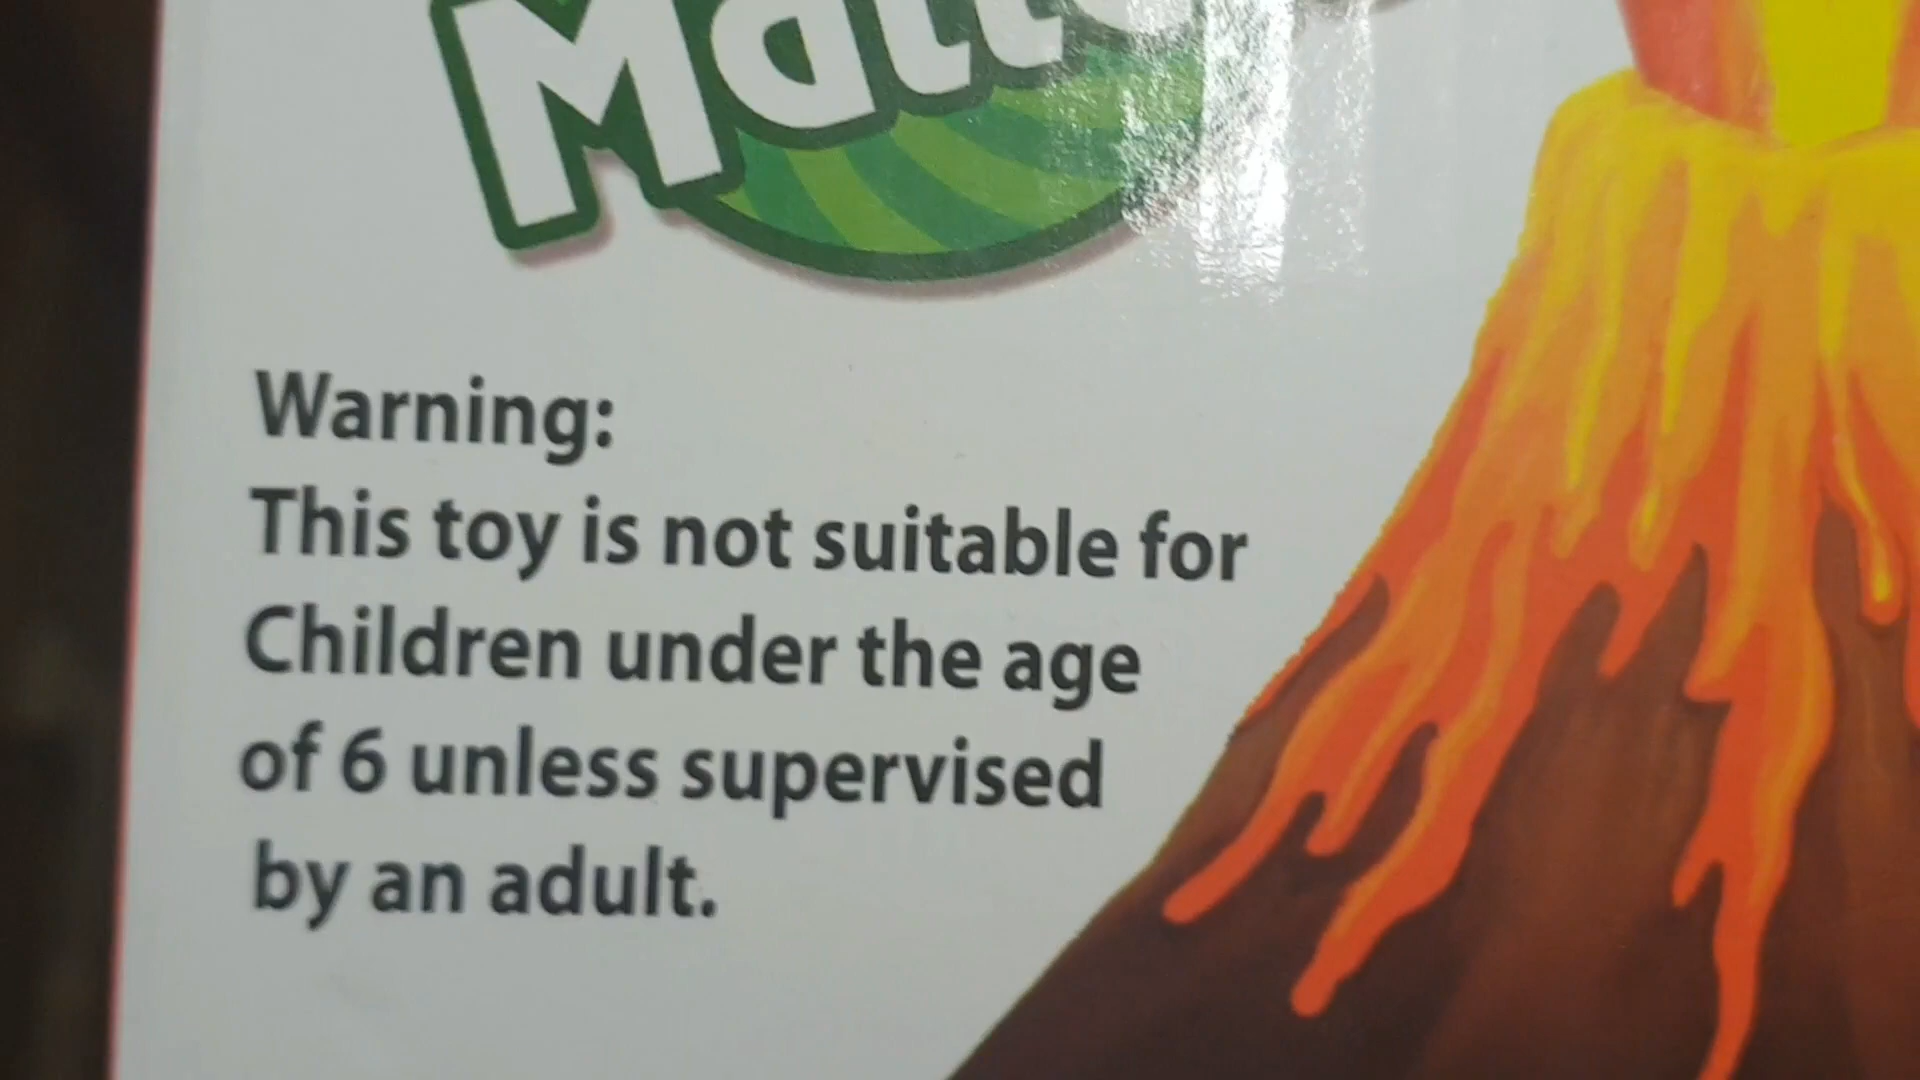 Warning:
This toy is not suitable for
Children under the age
of 6 unless supervised
by an adult.